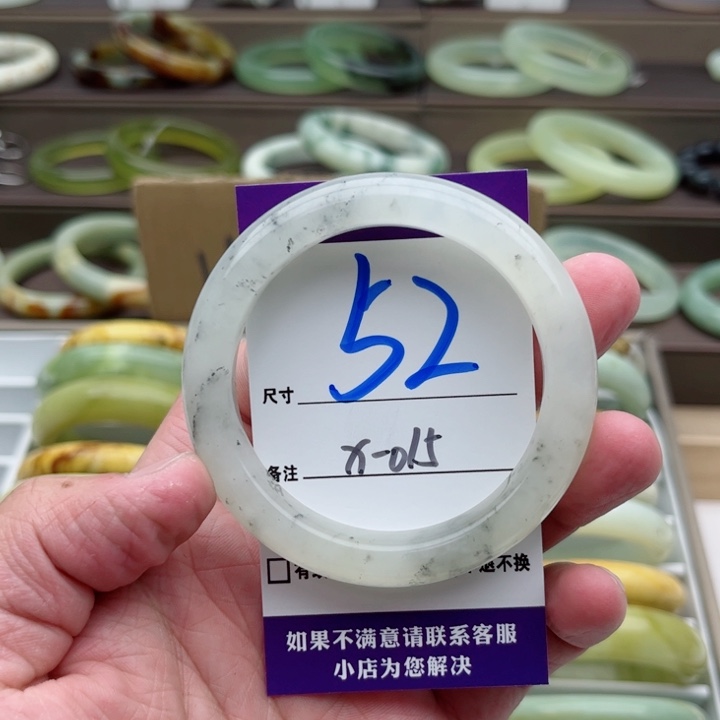 52
尺寸
X-015
备注
退不换
如果不满意请联系客服
小店为您解决